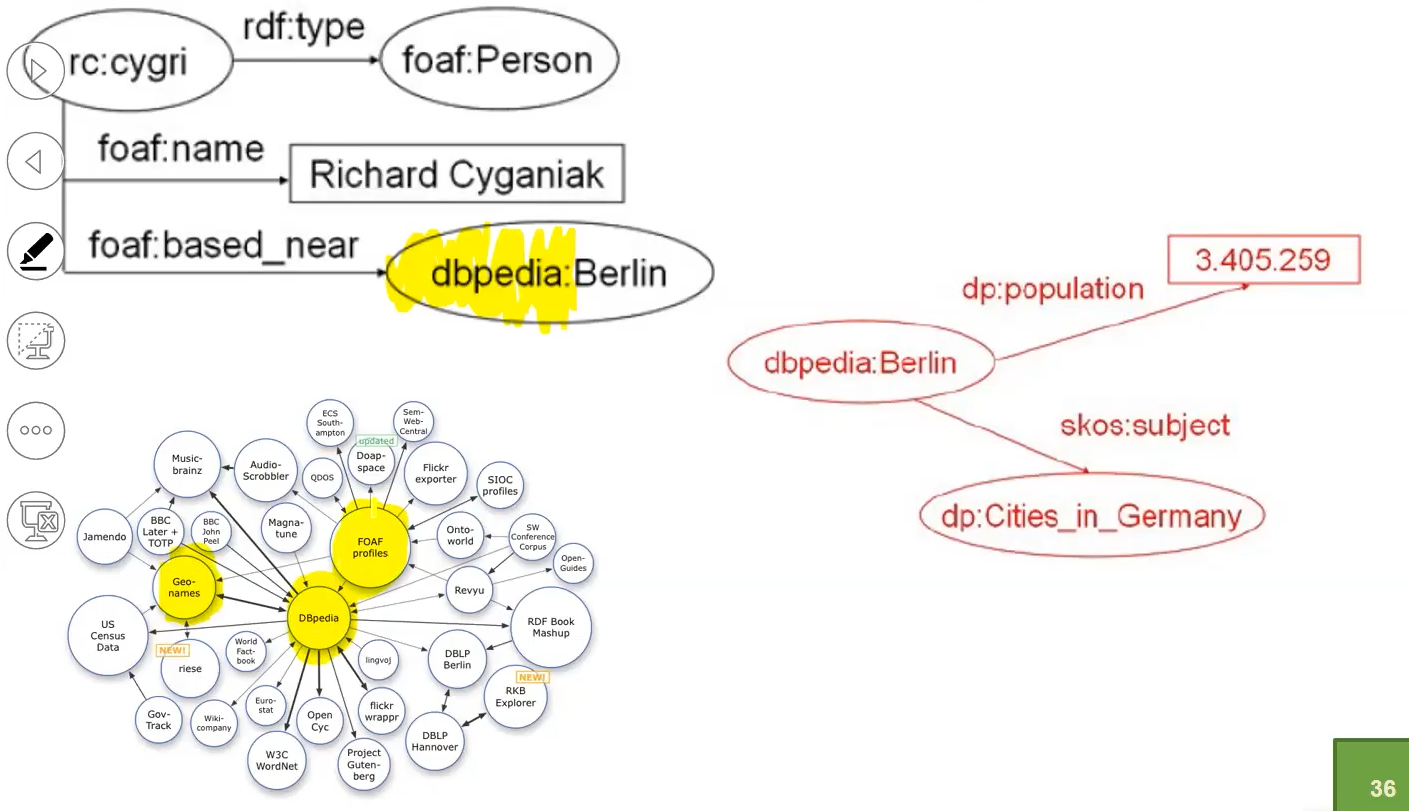 rdf:type
rc:cygri
foaf:Person
foaf:name
Richard Cyganiak
foaf:based_near
dbpedia:Berlin
3.405.259
dp:population
dbpedia:Berlin
skos:subject
dp:Cities_in_Germany
ECS
South-
ampton
Sem-
Web-
Central
updated
Doap-
space
Music-
brainz
Audio-
Scrobbler
QDOS
Flickr
exporter
SIOC
profiles
Jamendo
BBC
Later +
TOTP
BBC
John
Peel
Magna-
tune
FOAF
profiles
Onto-
world
SW
Conference
Corpus
Open-
Guides
Geo-
names
DBpedia
Revyu
US
Census
Data
RDF Book
Mashup
NEW!
riese
World
Fact-
book
lingvoj
DBLP
Berlin
NEW!
RKB
Explorer
Gov-
Track
Wiki-
company
Euro-
stat
Open
Cyc
flickr
wrappr
DBLP
Hannover
W3C
WordNet
Project
Guten-
berg
36